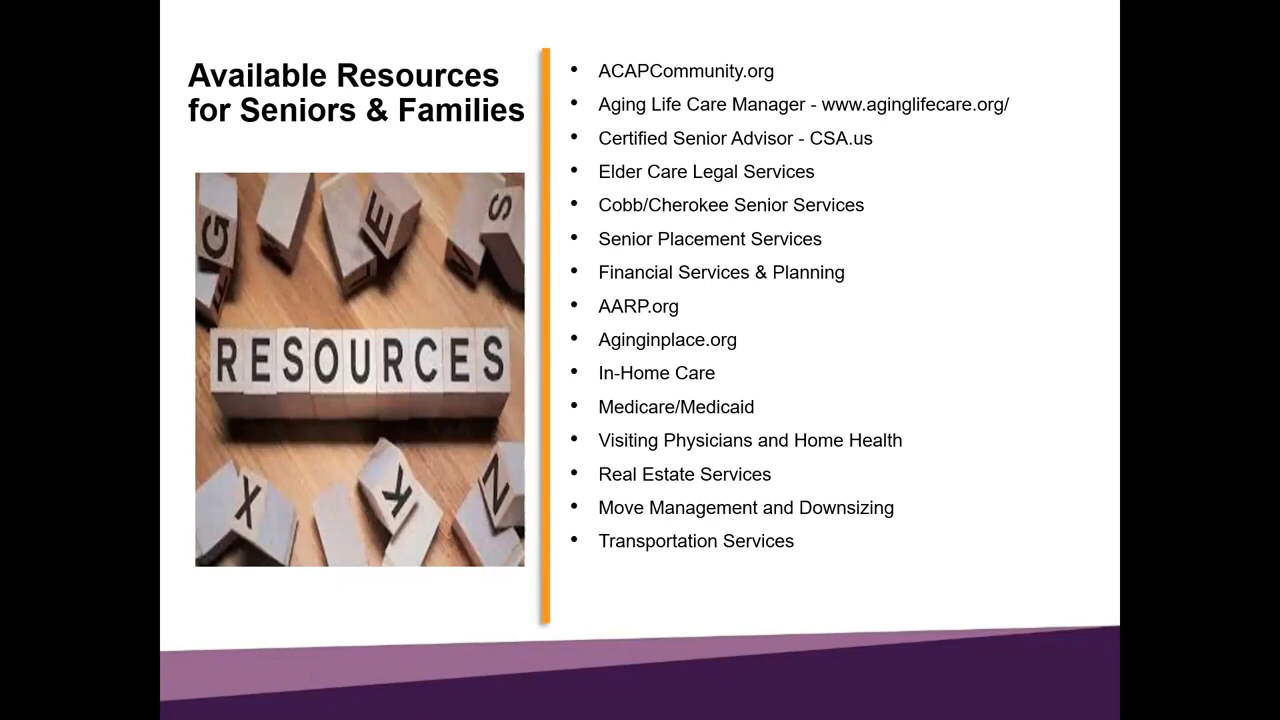 Available Resources
for Seniors & Families
G
E
S
RESOURCES
X
K
N
• ACAPCommunity.org
• Aging Life Care Manager - www.aginglifecare.org/
• Certified Senior Advisor - CSA.us
• Elder Care Legal Services
• Cobb/Cherokee Senior Services
• Senior Placement Services
• Financial Services & Planning
• AARP.org
• Aginginplace.org
• In-Home Care
• Medicare/Medicaid
• Visiting Physicians and Home Health
• Real Estate Services
• Move Management and Downsizing
• Transportation Services